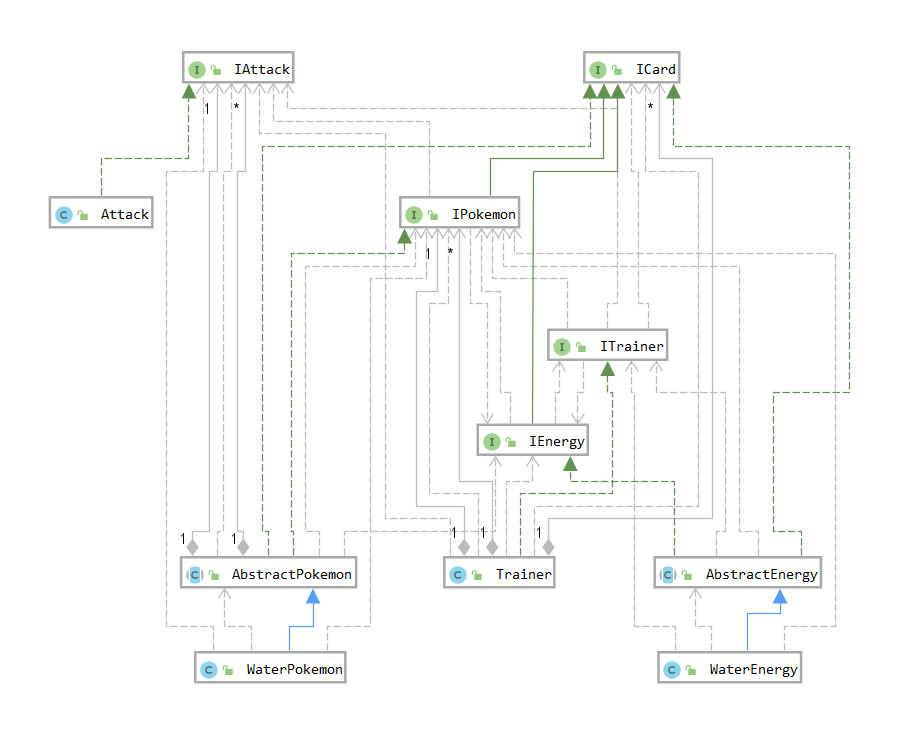 I IAttack
I ICard
1
*
*
C Attack
I IPokemon
1
*
I ITrainer
I IEnergy
1
1
1
1
1
C AbstractPokemon
C Trainer
C AbstractEnergy
C WaterPokemon
C WaterEnergy